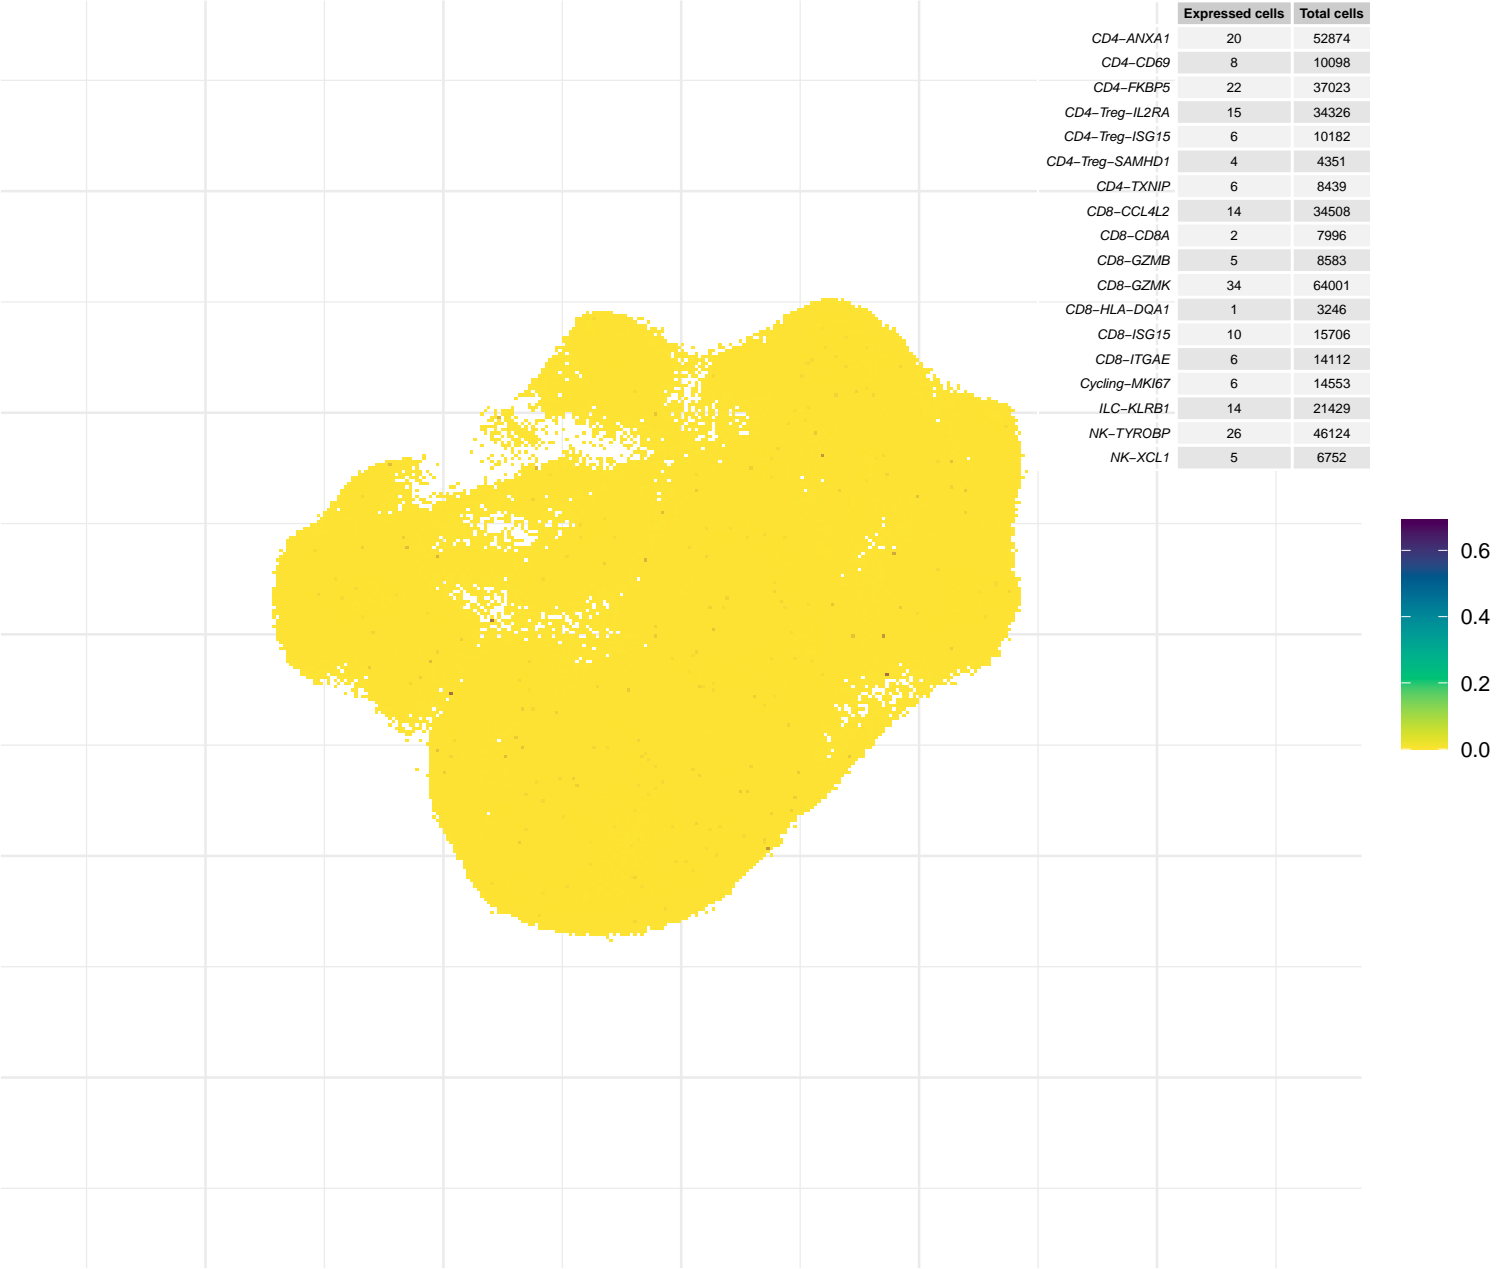 Expressed cells Total cells
CD4−ANXA1 20 52874
CD4−CD69 8 10098
CD4−FKBP5 22 37023
CD4−Treg−IL2RA 15 34326
CD4−Treg−ISG15 6 10182
CD4−Treg−SAMHD1 4 4351
CD4−TXNIP 6 8439
CD8−CCL4L2 14 34508
CD8−CD8A 2 7996
CD8−GZMB 5 8583
CD8−GZMK 34 64001
CD8−HLA−DQA1 1 3246
CD8−ISG15 10 15706
CD8−ITGAE 6 14112
Cycling−MKI67 6 14553
ILC−KLRB1 14 21429
NK−TYROBP 26 46124
NK−XCL1 5 6752
0.6
0.4
0.2
0.0